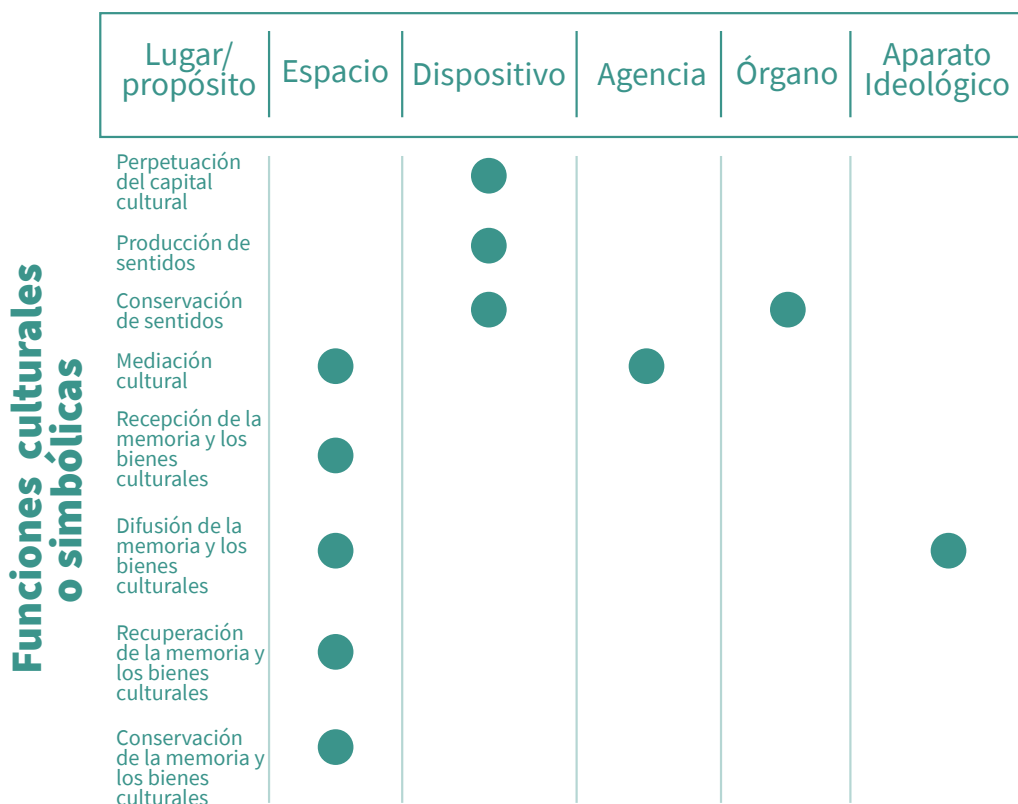 Lugar/
propósito
Espacio
Dispositivo
Agencia
Órgano
Aparato
Ideológico
Funciones culturales
o simbólicas
Perpetuación
del capital
cultural
Producción de
sentidos
Conservación
de sentidos
Mediación
cultural
Recepción de la
memoria y los
bienes
culturales
Difusión de la
memoria y los
bienes
culturales
Recuperación
de la memoria y
los bienes
culturales
Conservación
de la memoria y
los bienes
culturales